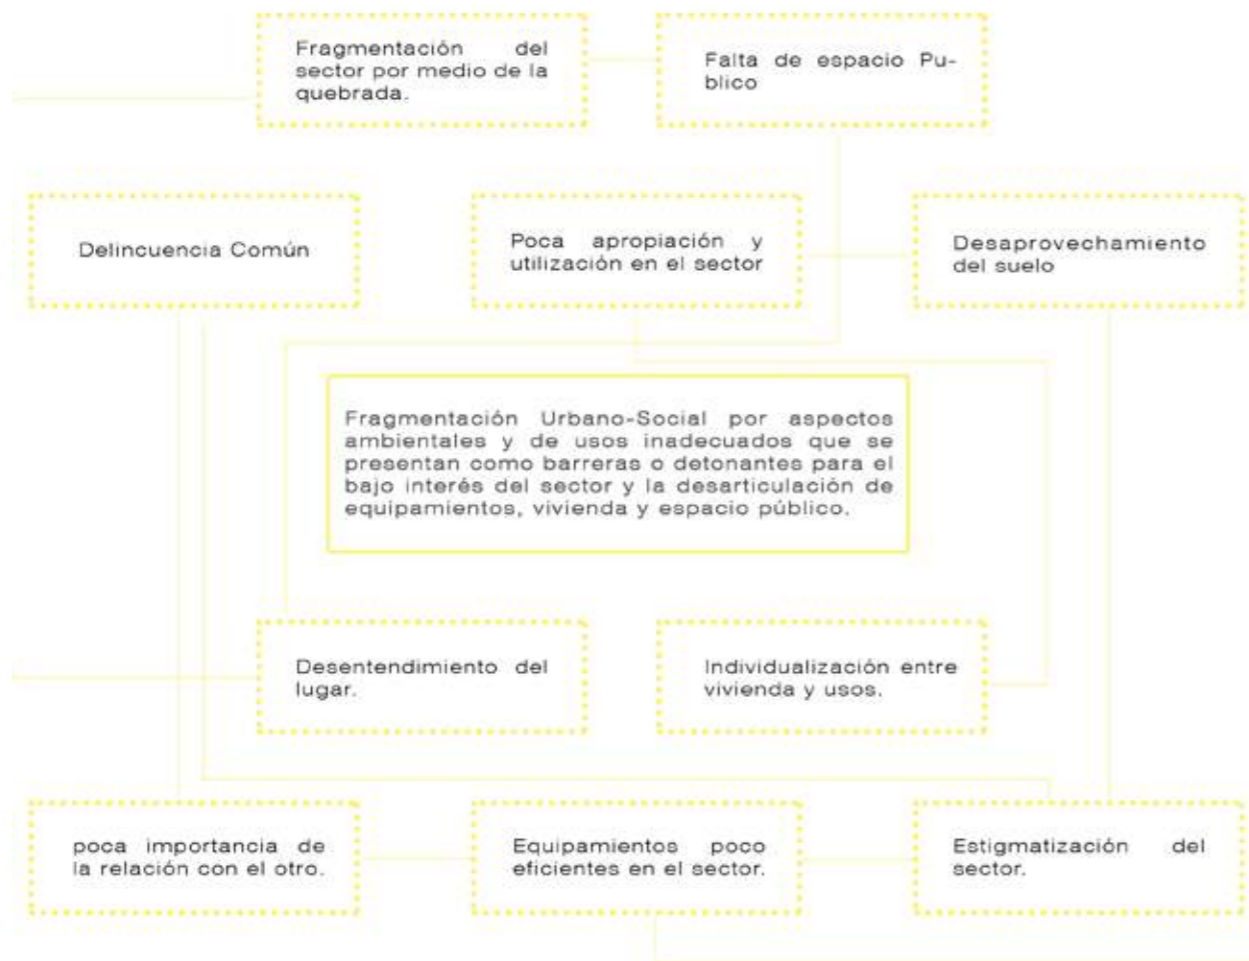 Fragmentación del
sector por medio de la
quebrada.
Falta de espacio Pu-
blico
Delincuencia Común
Poca apropiación y
utilización en el sector
Desaprovechamiento
del suelo
Fragmentación Urbano-Social por aspectos
ambientales y de usos inadecuados que se
presentan como barreras o detonantes para el
bajo interés del sector y la desarticulación de
equipamientos, vivienda y espacio público.
Desentendimiento del
lugar.
Individualización entre
vivienda y usos.
poca importancia de
la relación con el otro.
Equipamientos poco
eficientes en el sector.
Estigmatización del
sector.